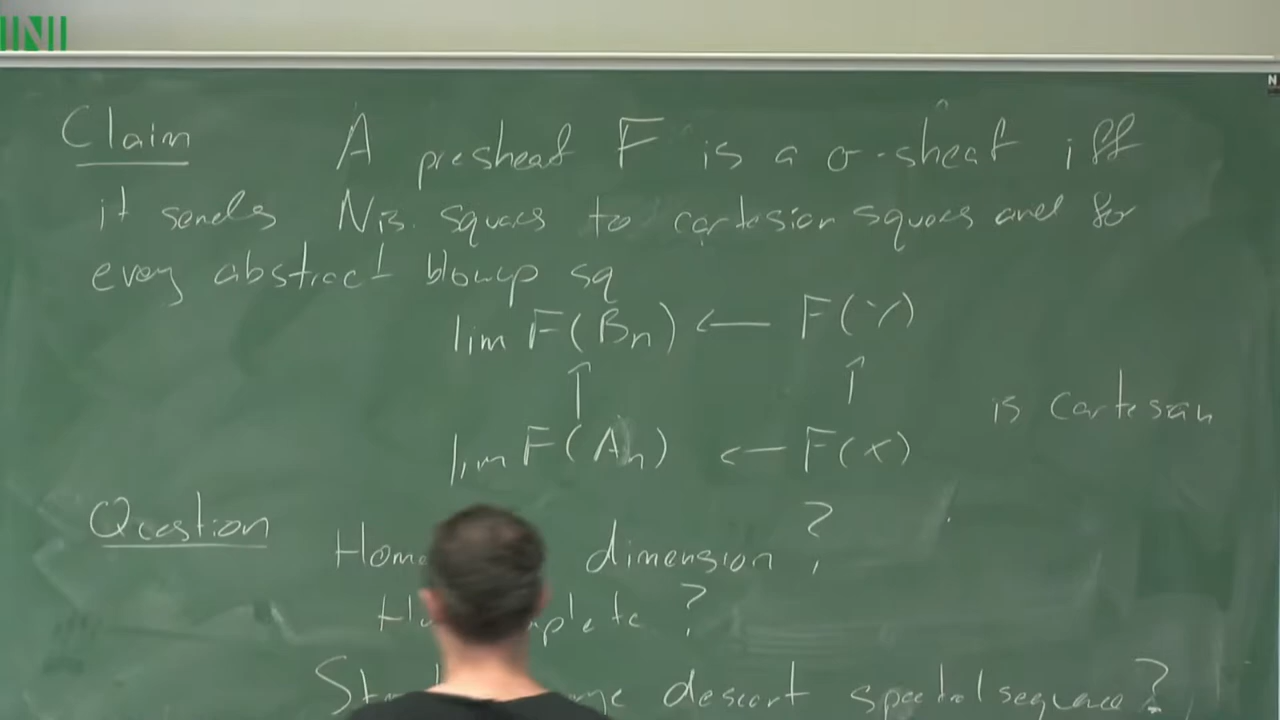 INI
N
Claim A presheaf F is a σ-sheaf iff
it sends Nis. squares to cartesian squares and for
every abstract blowup sq
lim F(Bn) ← F(Y)
↑ ↑
is cartesian
lim F(An) ← F(X)
Question
dimension ?
?
descent spectral sequence?